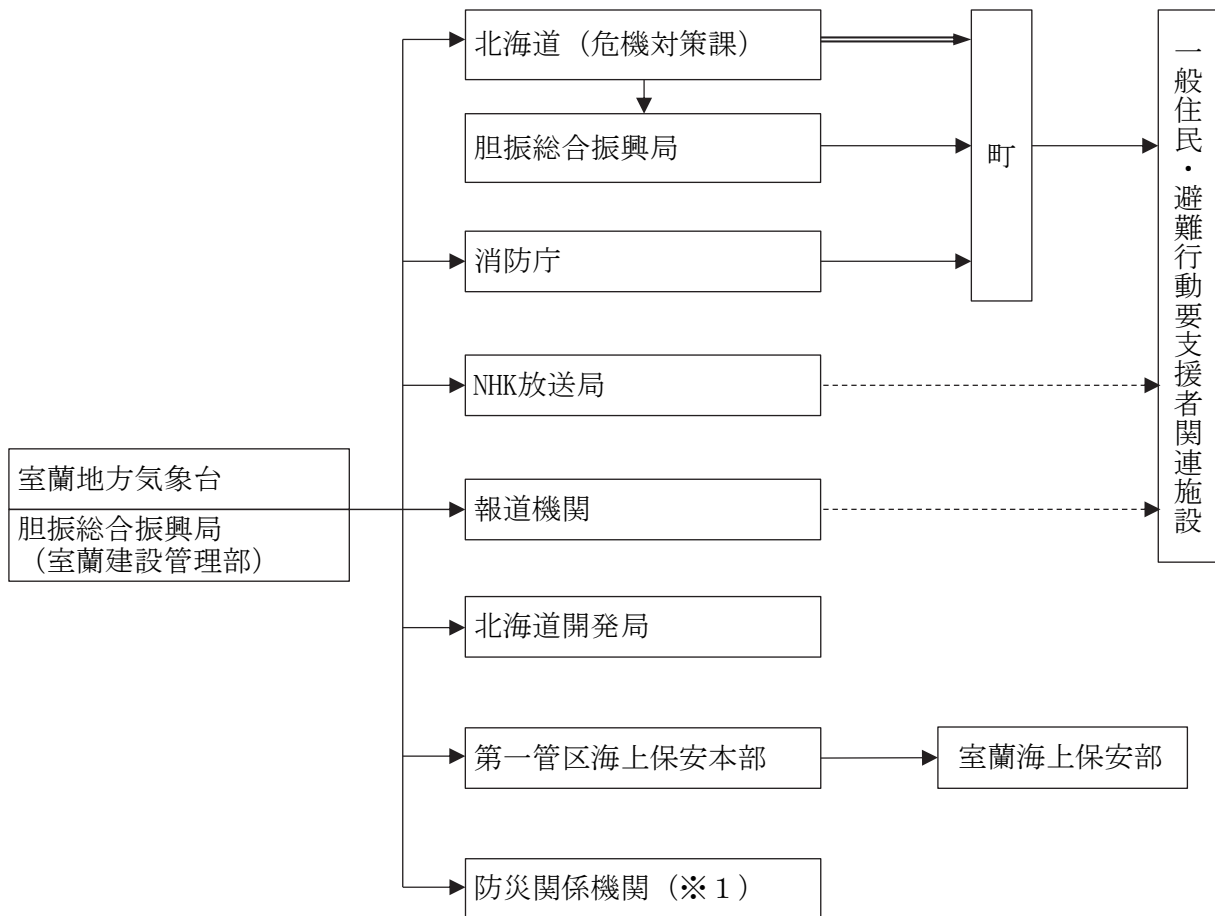 北海道（危機対策課）
胆振総合振興局
町
消防庁
NHK放送局
報道機関
一般住民・避難行動要支援者関連施設
室蘭地方気象台
胆振総合振興局
（室蘭建設管理部）
北海道開発局
第一管区海上保安本部
室蘭海上保安部
防災関係機関（※１）